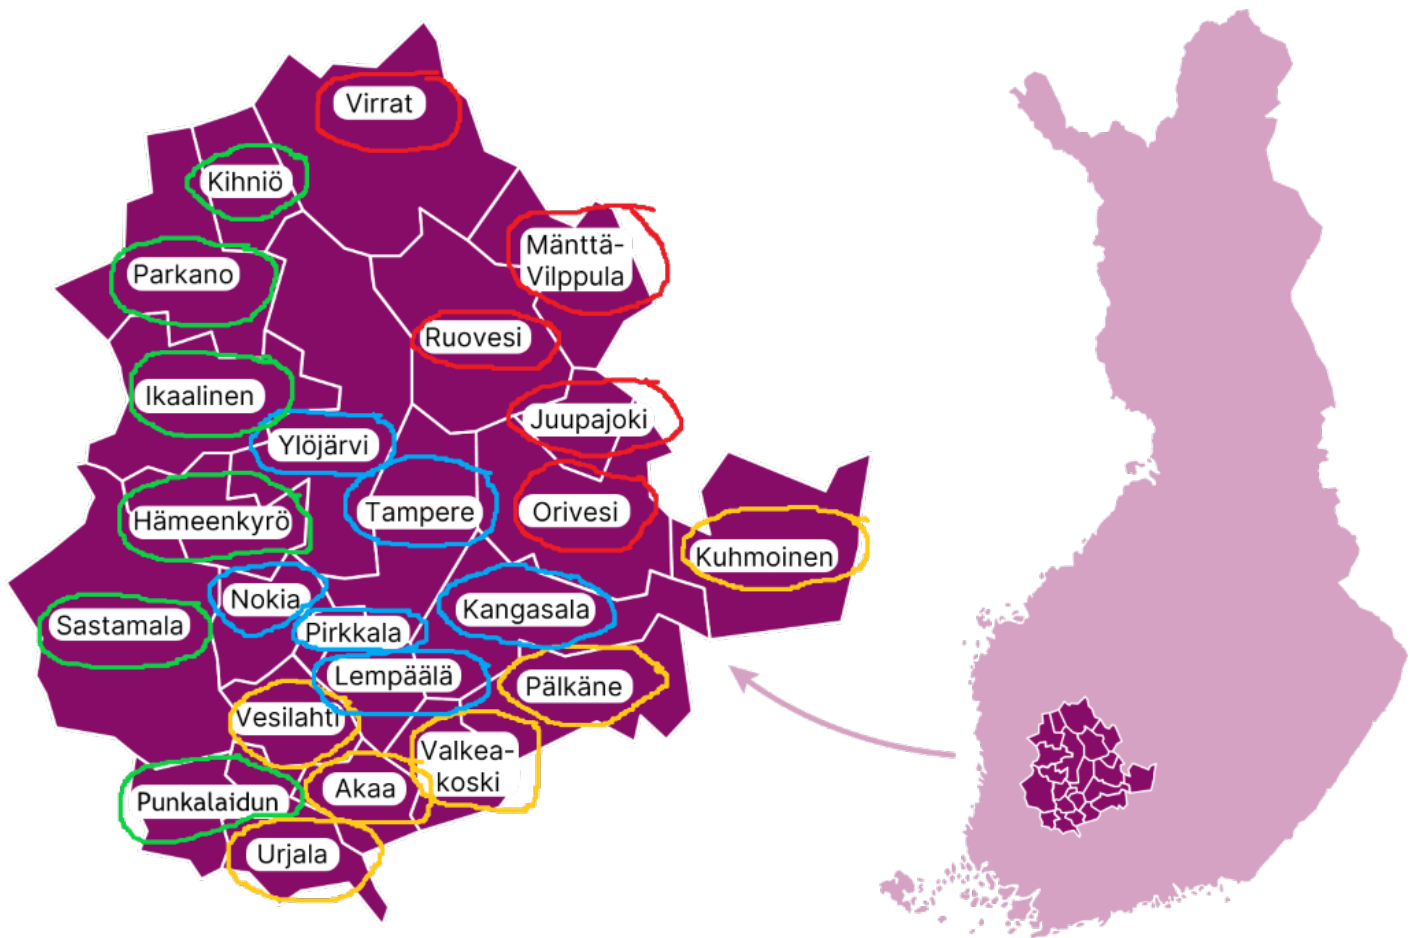 Virrat
Kihniö
Mänttä-
Vilppula
Parkano
Ruovesi
Ikaalinen
Juupajoki
Ylöjärvi
Tampere
Orivesi
Hämeenkyrö
Kuhmoinen
Nokia
Kangasala
Sastamala
Pirkkala
Lempäälä
Pälkäne
Vesilahti
Valkea-
koski
Akaa
Punkalaidun
Urjala